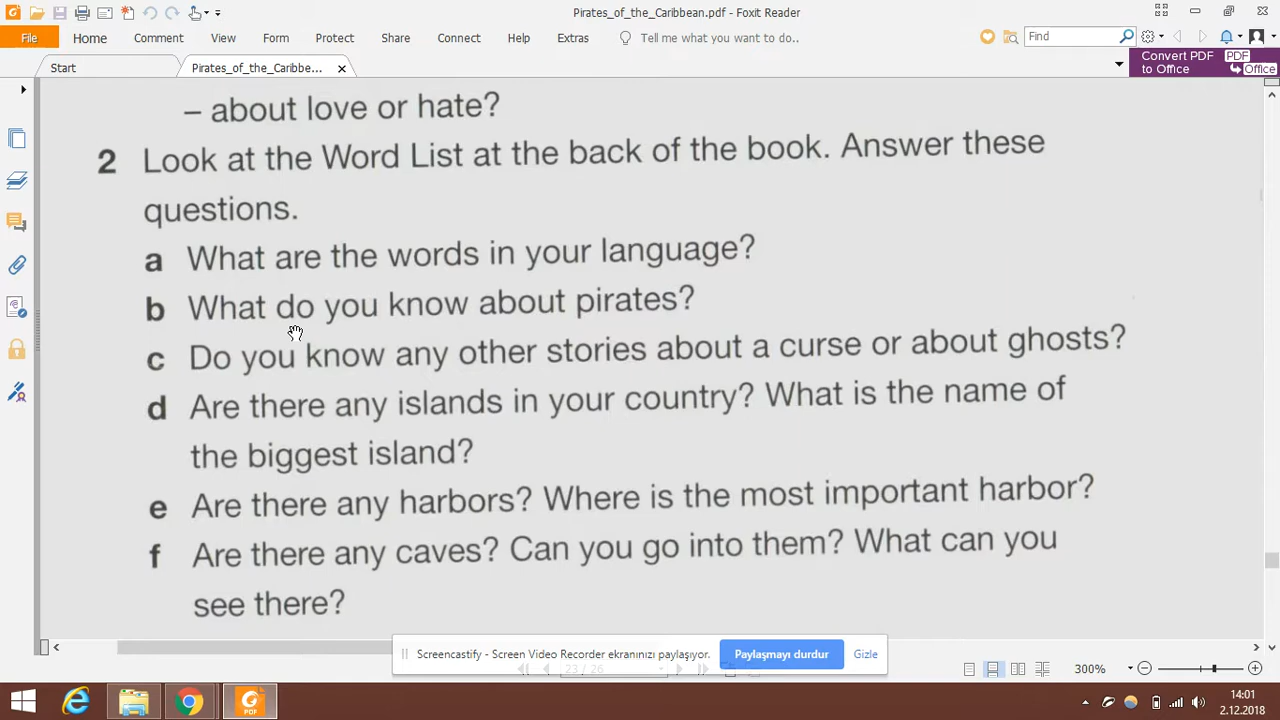 Pirates_of_the_Caribbean.pdf - Foxit Reader
File Home Comment View Form Protect Share Connect Help Extras Tell me what you want to do.. Find
Start Pirates_of_the_Caribbe... Convert PDF to Office PDF Office
– about love or hate?
2 Look at the Word List at the back of the book. Answer these
questions.
a What are the words in your language?
b What do you know about pirates?
c Do you know any other stories about a curse or about ghosts?
d Are there any islands in your country? What is the name of
the biggest island?
e Are there any harbors? Where is the most important harbor?
f Are there any caves? Can you go into them? What can you
see there?
Screencastify - Screen Video Recorder ekranınızı paylaşıyor. Paylaşmayı durdur Gizle
23 / 26 300%
PDF 14:01
2.12.2018